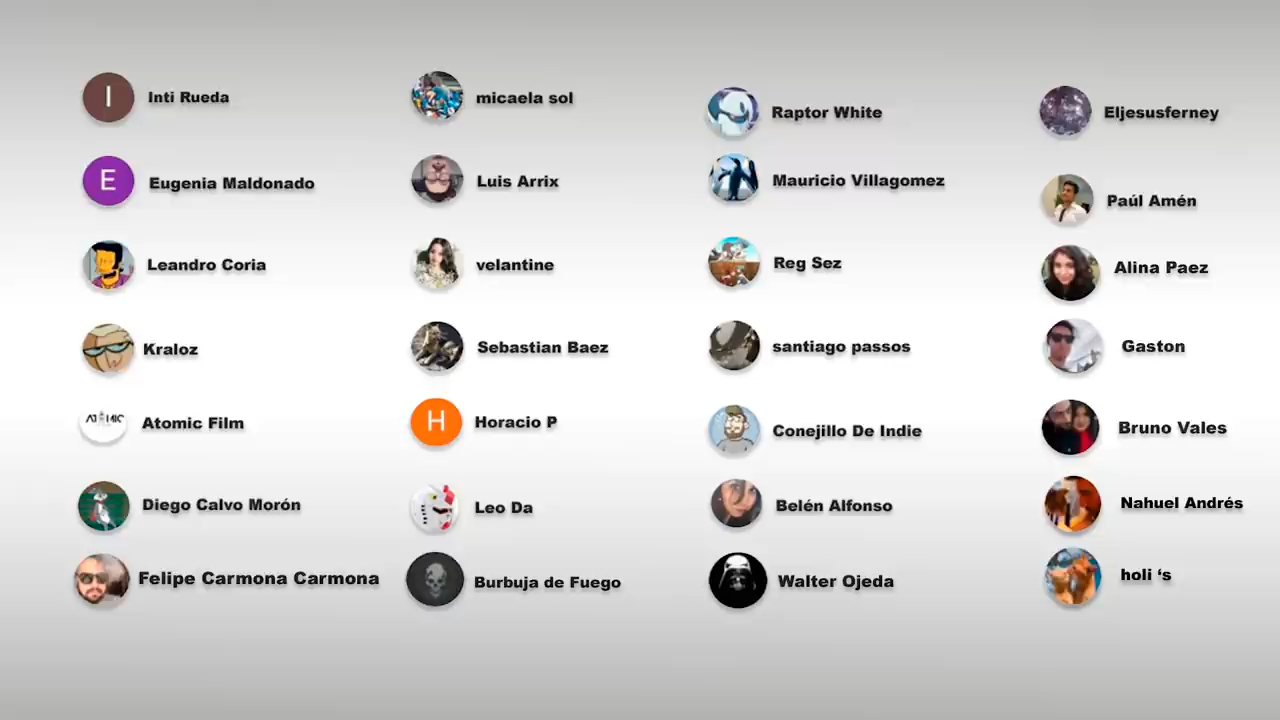 I
Inti Rueda
micaela sol
Raptor White
Eljesusferney
E
Eugenia Maldonado
Luis Arrix
Mauricio Villagomez
Paúl Amén
Leandro Coria
velantine
Reg Sez
Alina Paez
Kraloz
Sebastian Baez
santiago passos
Gaston
ATOMIC
Atomic Film
H
Horacio P
Conejillo De Indie
Bruno Vales
Diego Calvo Morón
Leo Da
Belén Alfonso
Nahuel Andrés
Felipe Carmona Carmona
Burbuja de Fuego
Walter Ojeda
holi ‘s